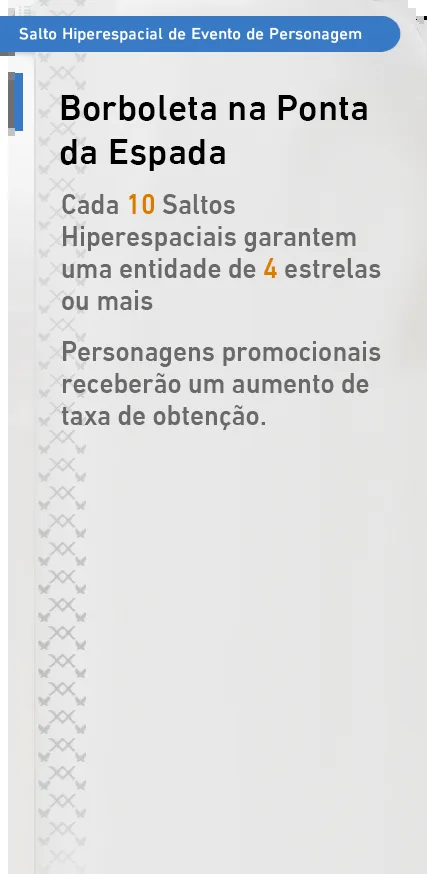 Salto Hiperespacial de Evento de Personagem
Borboleta na Ponta
da Espada
Cada 10 Saltos
Hiperespaciais garantem
uma entidade de 4 estrelas
ou mais
Personagens promocionais
receberão um aumento de
taxa de obtenção.